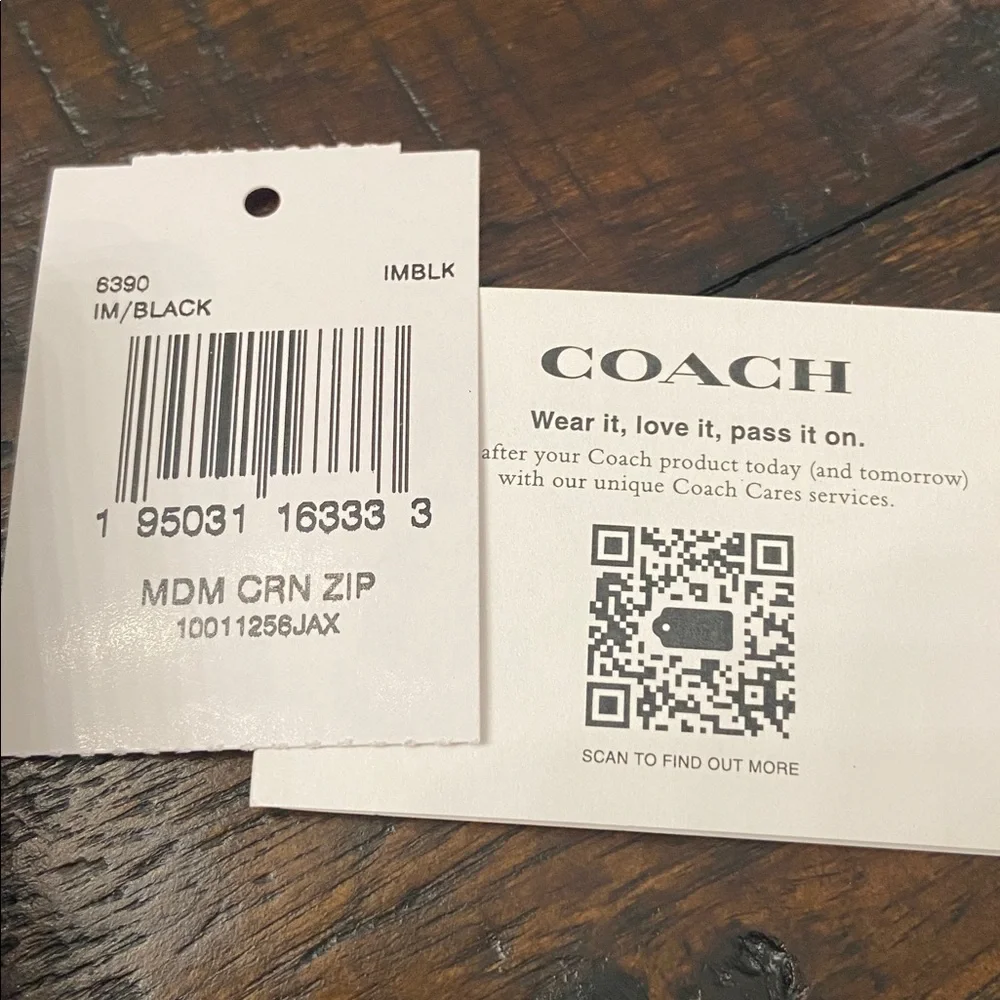 6390 IMBLK
IM/BLACK
1 95031 16333 3
MDM CRN ZIP
10011256JAX
COACH
Wear it, love it, pass it on.
after your Coach product today (and tomorrow)
with our unique Coach Cares services.
SCAN TO FIND OUT MORE